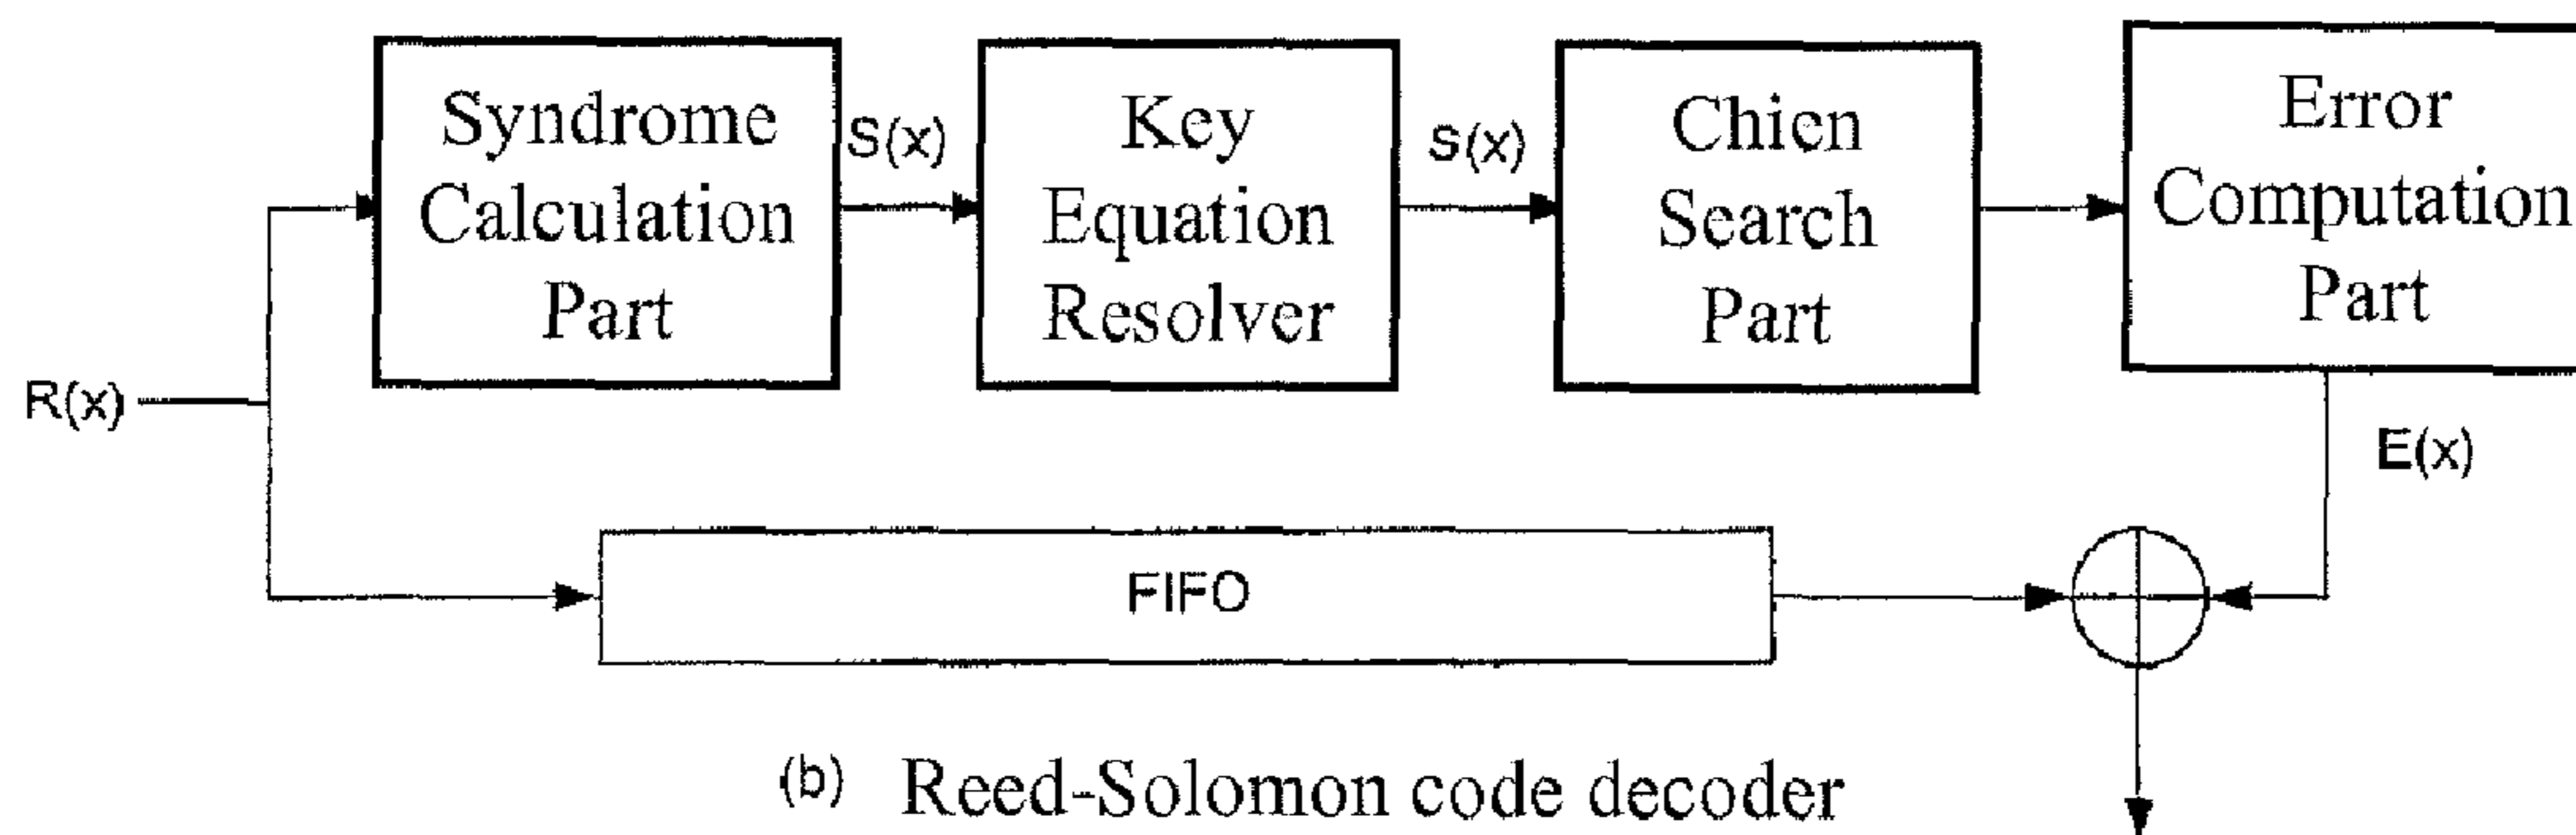 Syndrome
Calculation
Part
S(x)
Key
Equation
Resolver
S(x)
Chien
Search
Part
Error
Computation
Part
R(x)
E(x)
FIFO
(b) Reed-Solomon code decoder